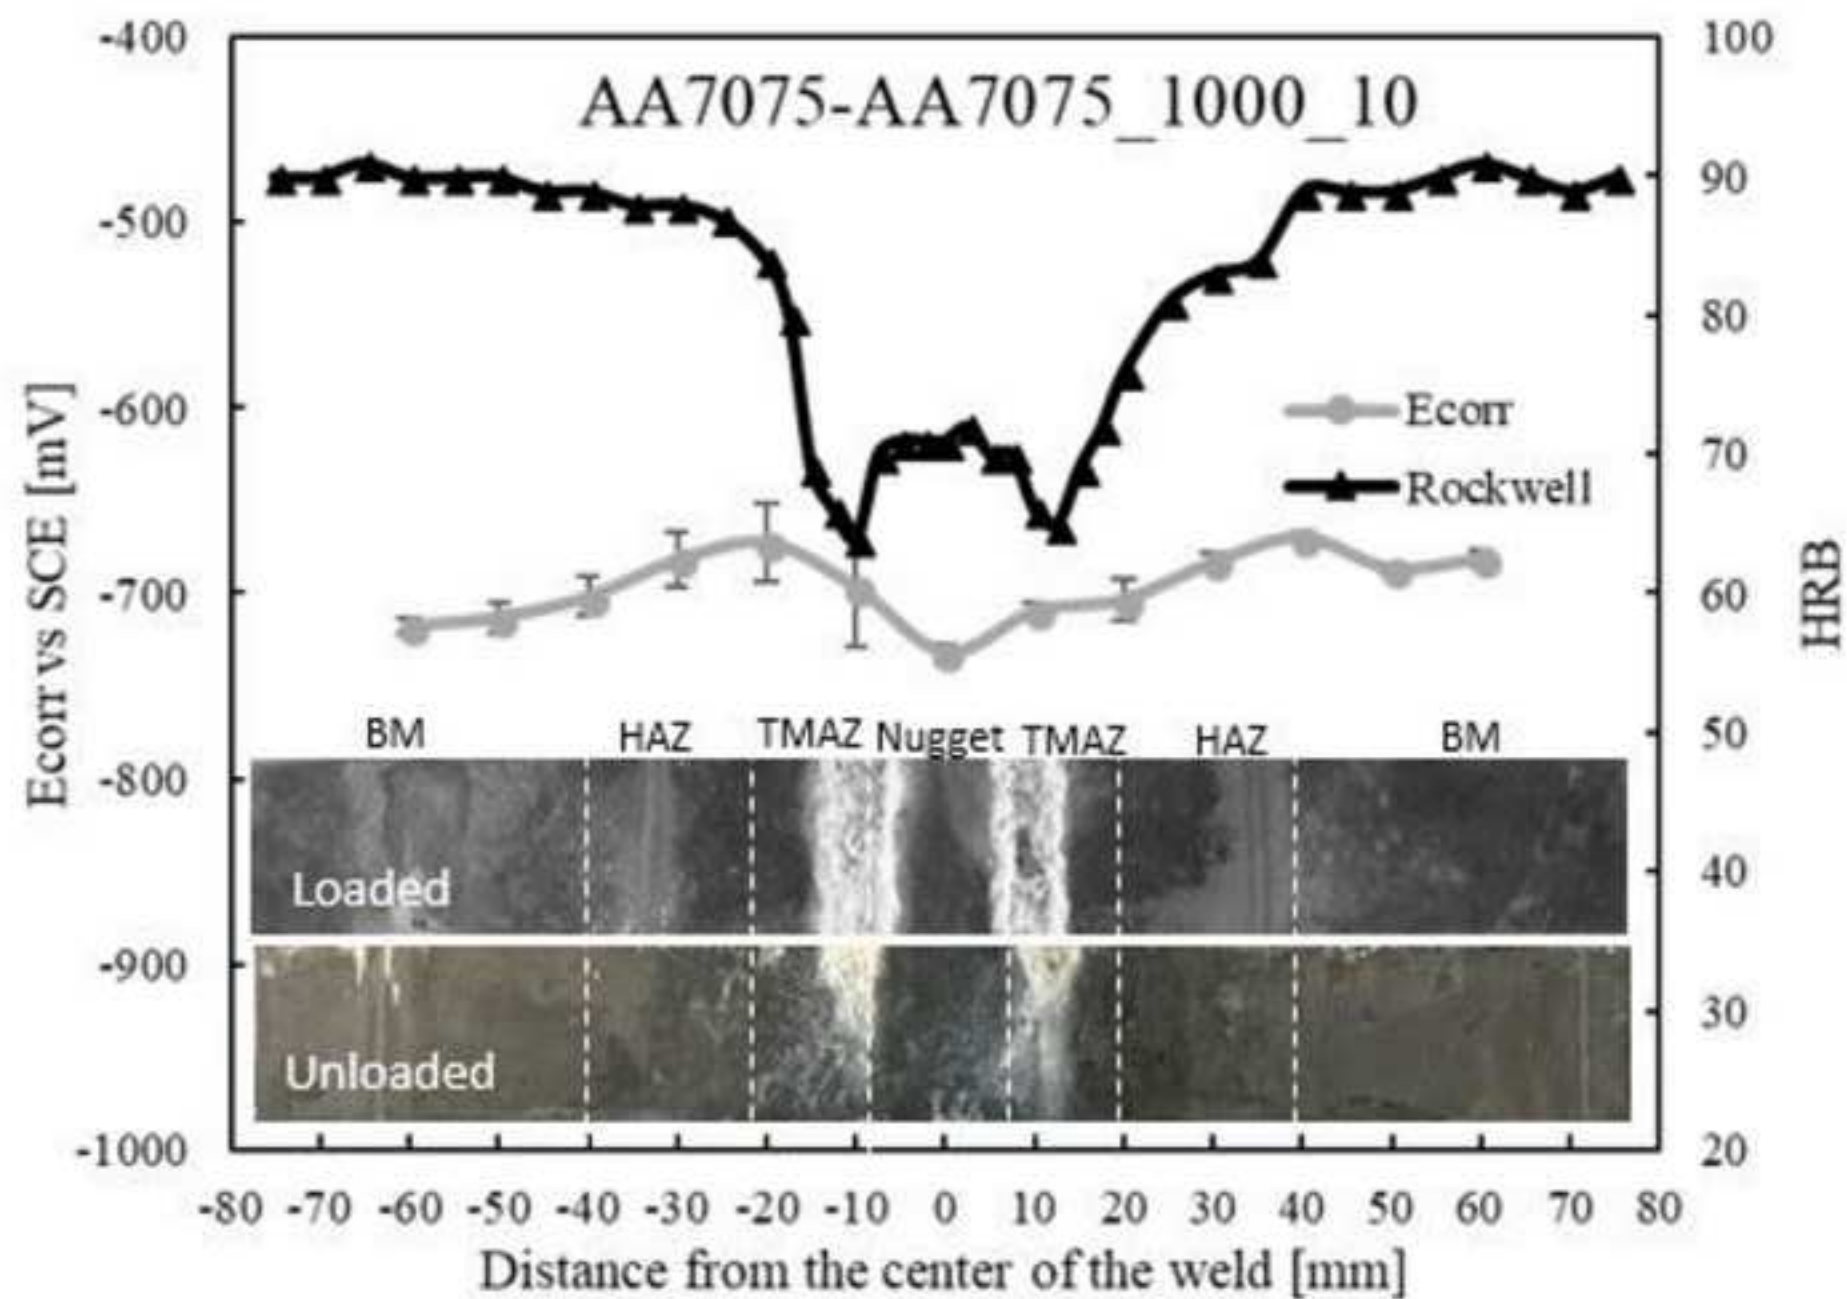 AA7075-AA7075_1000_10
-400
-500
-600
-700
-800
-900
-1000
Ecorr vs SCE [mV]
100
90
80
70
60
50
40
30
20
HRB
Ecorr
Rockwell
BM HAZ TMAZ Nugget TMAZ HAZ BM
Loaded
Unloaded
-80 -70 -60 -50 -40 -30 -20 -10 0 10 20 30 40 50 60 70 80
Distance from the center of the weld [mm]